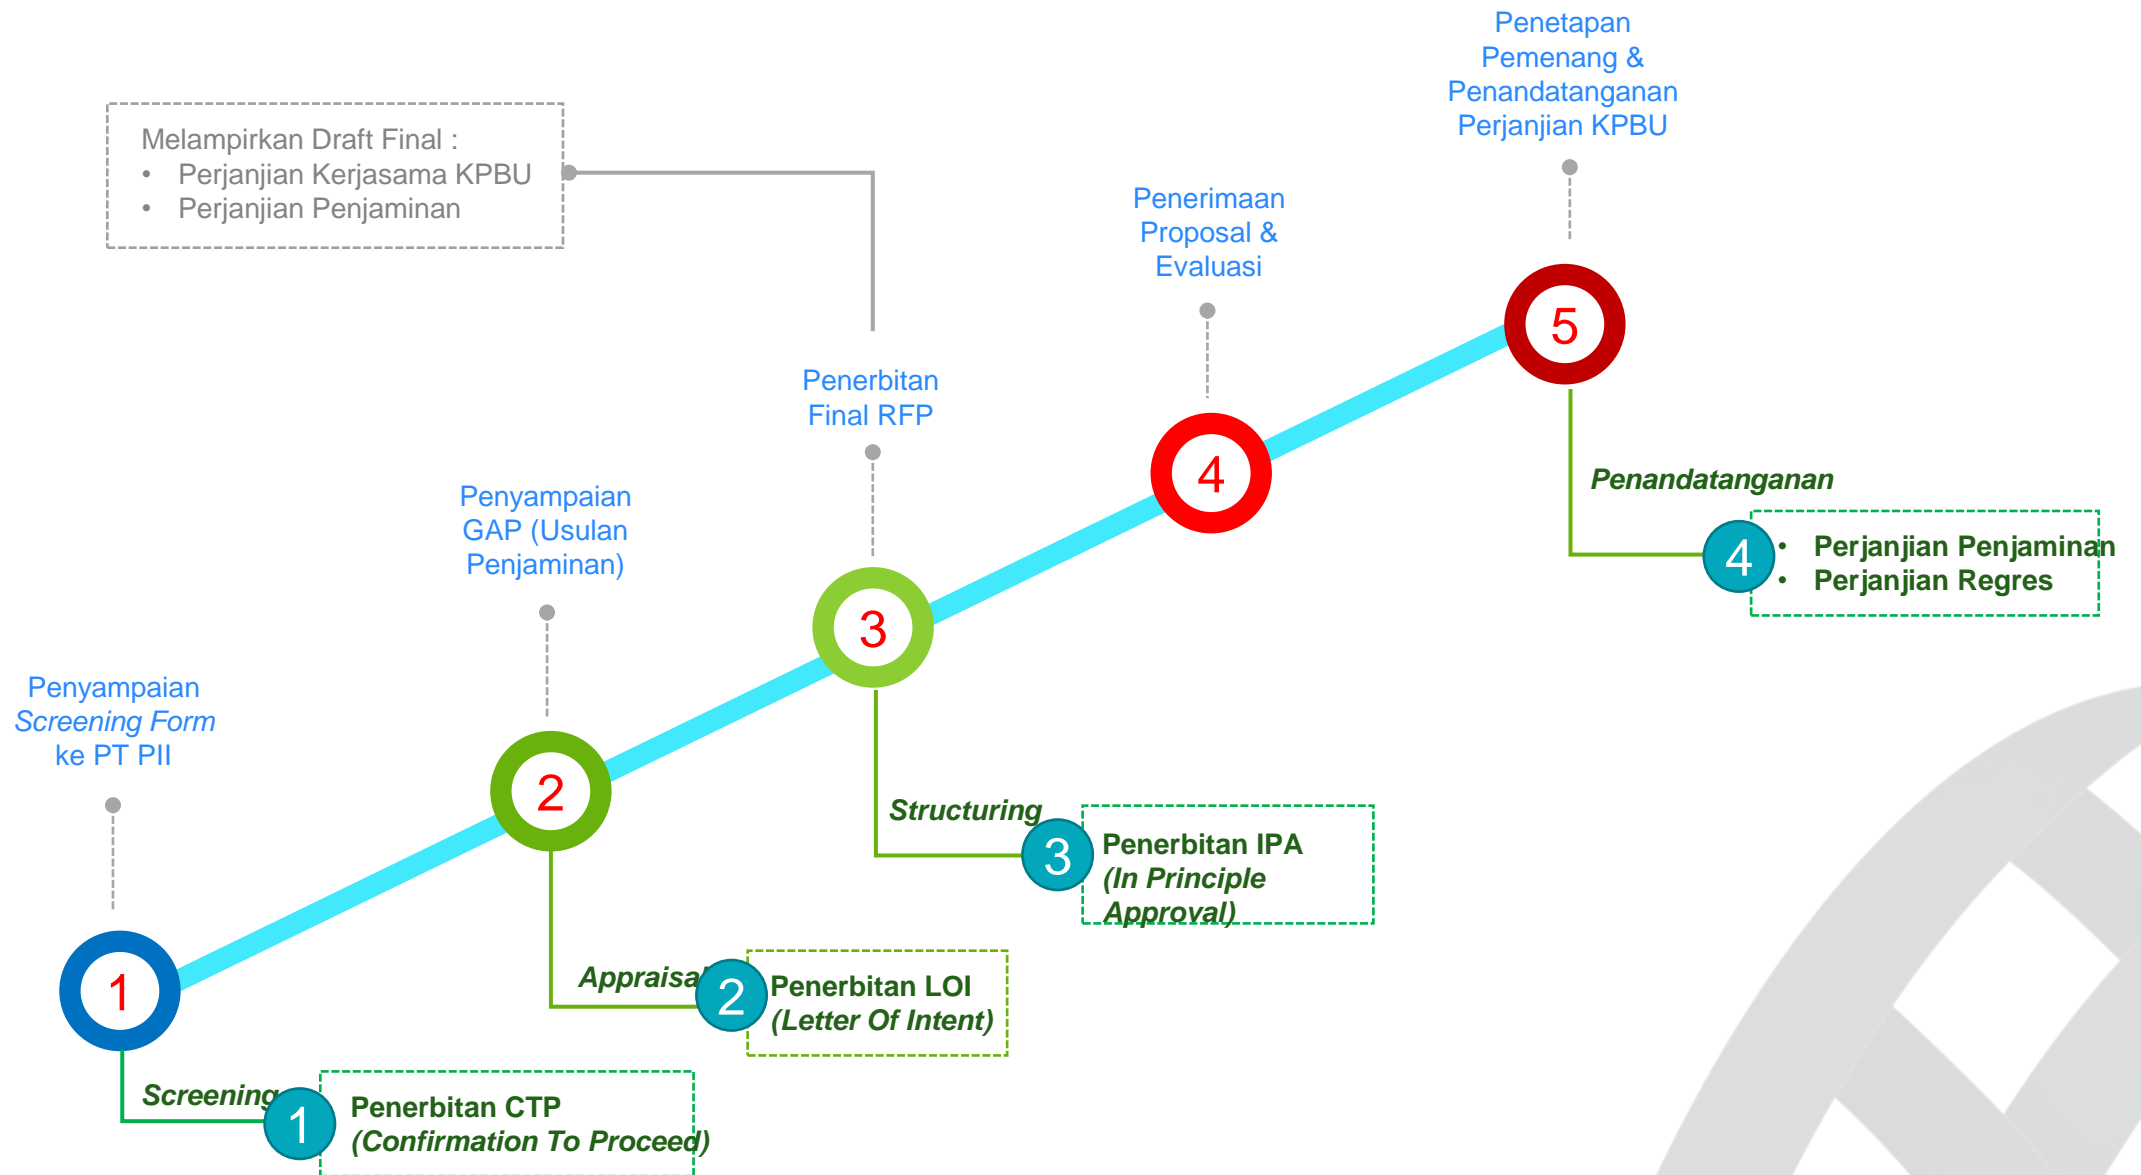 Penetapan
Pemenang &
Penandatanganan
Perjanjian KPBU
Melampirkan Draft Final :
• Perjanjian Kerjasama KPBU
• Perjanjian Penjaminan
Penerimaan
Proposal &
Evaluasi
5
Penerbitan
Final RFP
4
Penandatanganan
4
• Perjanjian Penjaminan
• Perjanjian Regres
Penyampaian
GAP (Usulan
Penjaminan)
3
Penyampaian
Screening Form
ke PT PII
2
Structuring
3
Penerbitan IPA
(In Principle
Approval)
1
Appraisal
2
Penerbitan LOI
(Letter Of Intent)
Screening
1
Penerbitan CTP
(Confirmation To Proceed)